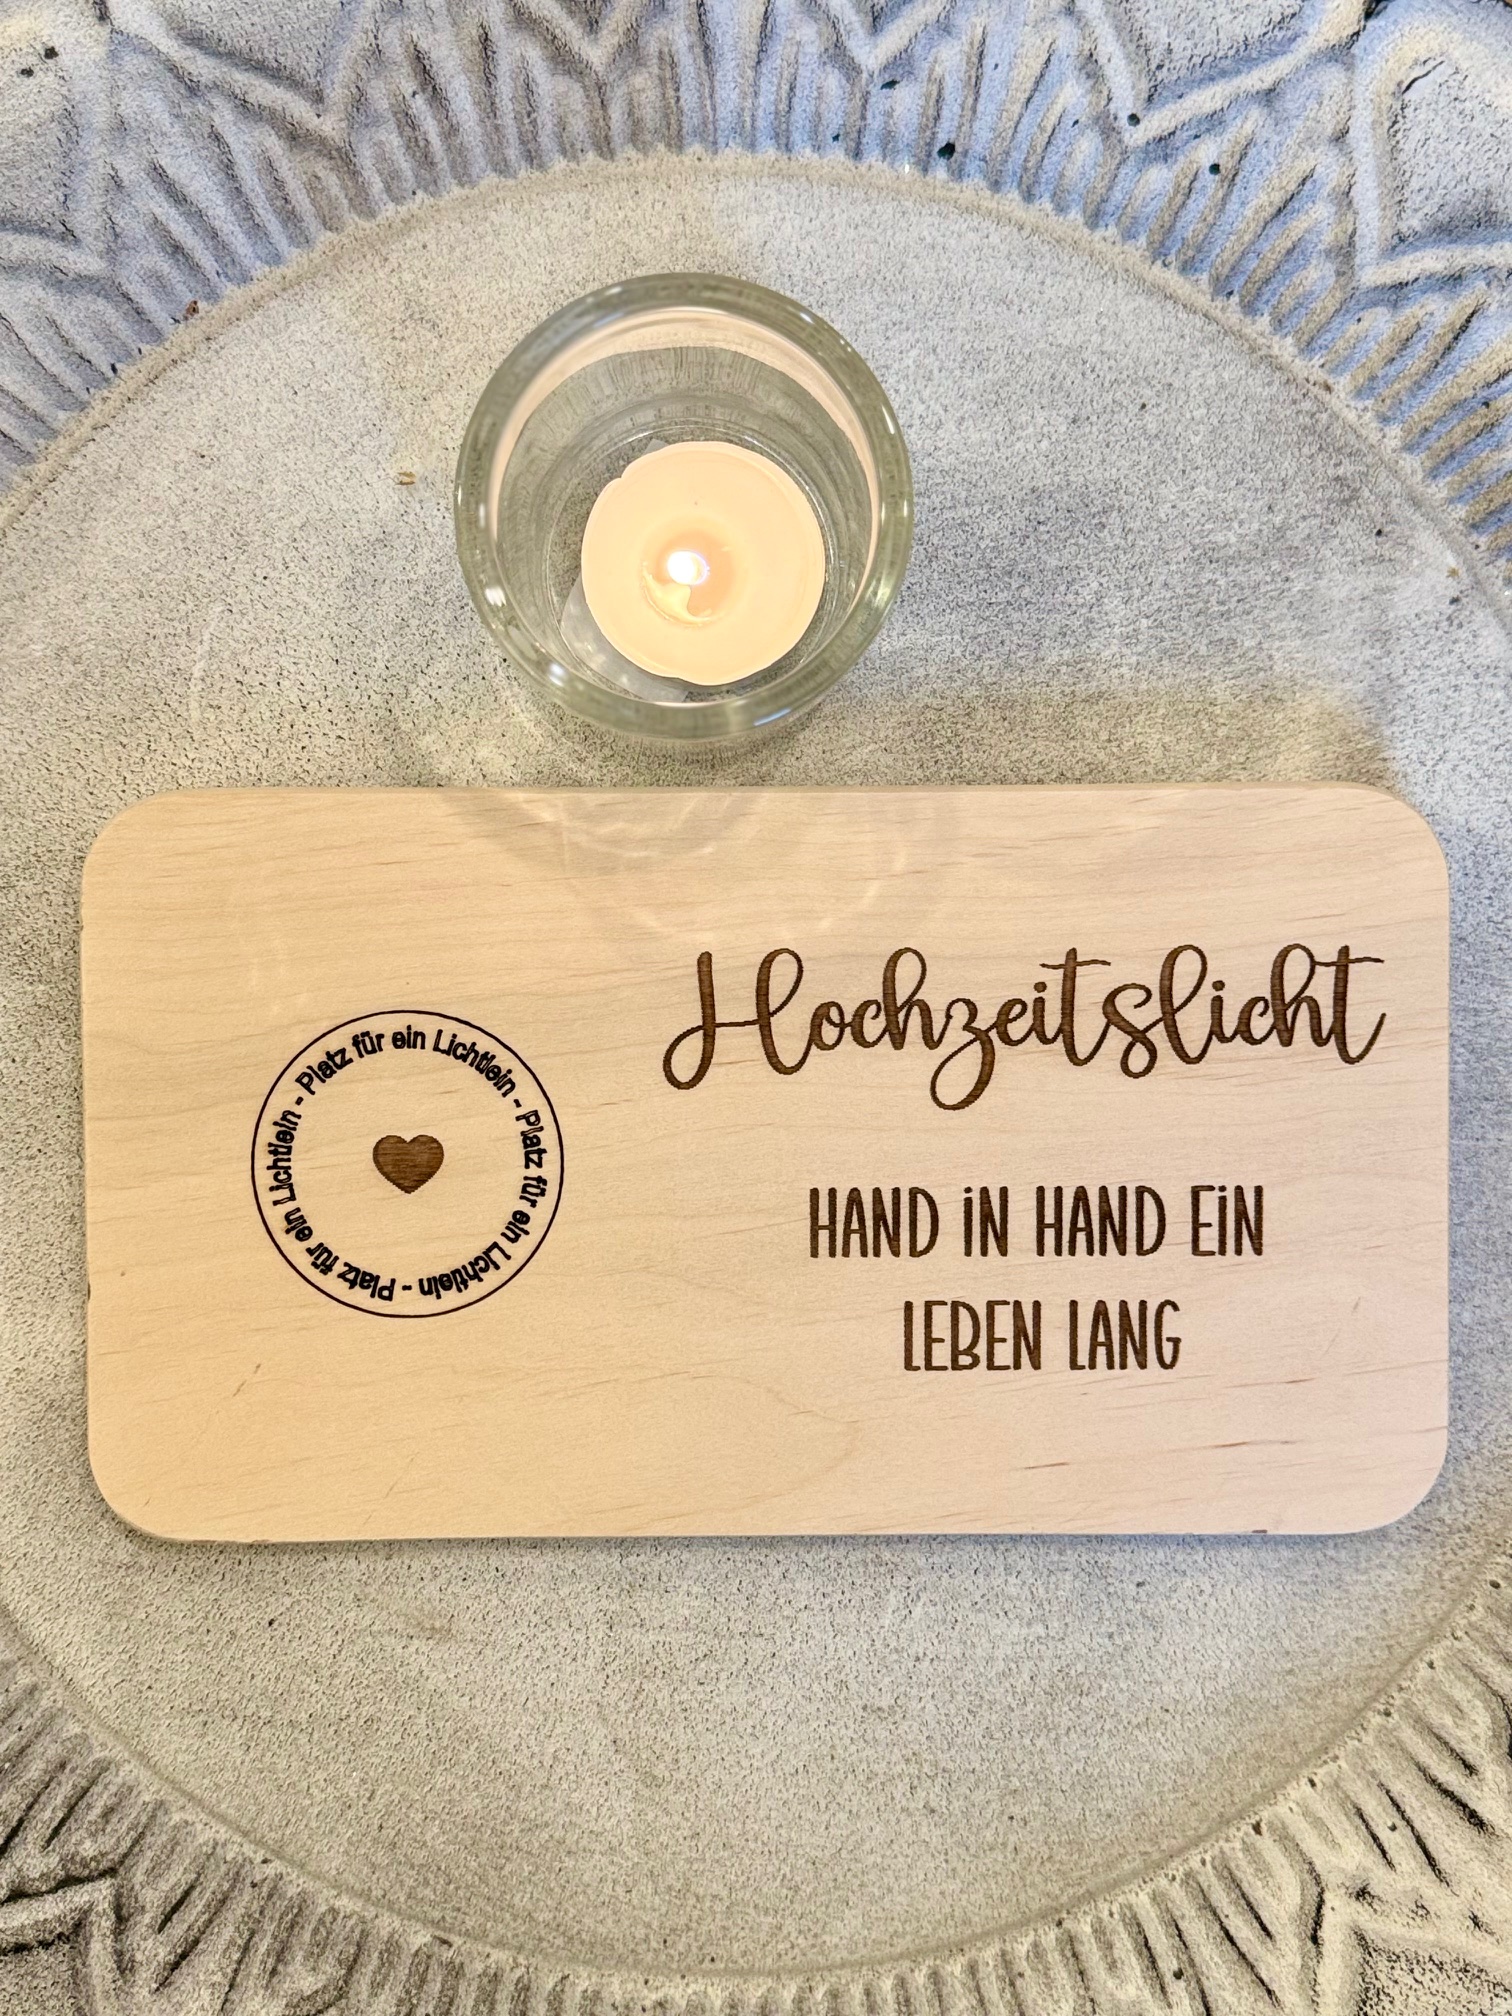 Hochzeitslicht
HAND iN HAND EiN
LEBEN LANG
Platz für ein Lichtlein - Platz für ein Lichtlein - Platz für ein Lichtlein -